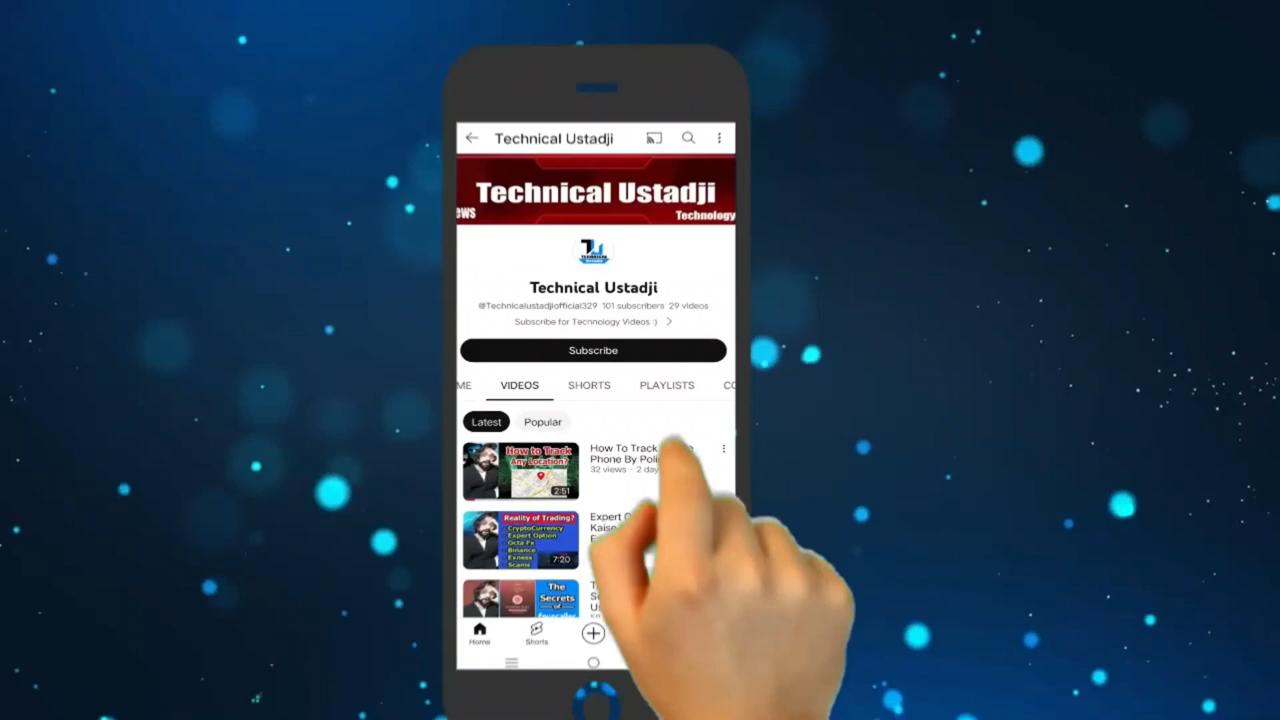 Technical Ustadji
Technical Ustadji
ews
Technology
TU
Technical Ustadji
@Technicalustadjiofficial329 101 subscribers 29 videos
Subscribe for Technology Videos :)
Subscribe
ME VIDEOS SHORTS PLAYLISTS CO
Latest Popular
How to Track
Any Location?
2:51
How To Track
Phone By Poli
32 views · 2 day
Reality of Trading?
CryptoCurrency
Expert Option
Octa Fx
Binance
Exness
Scams
7:20
Expert
Kaise
The
Secrets
of
Home Shorts